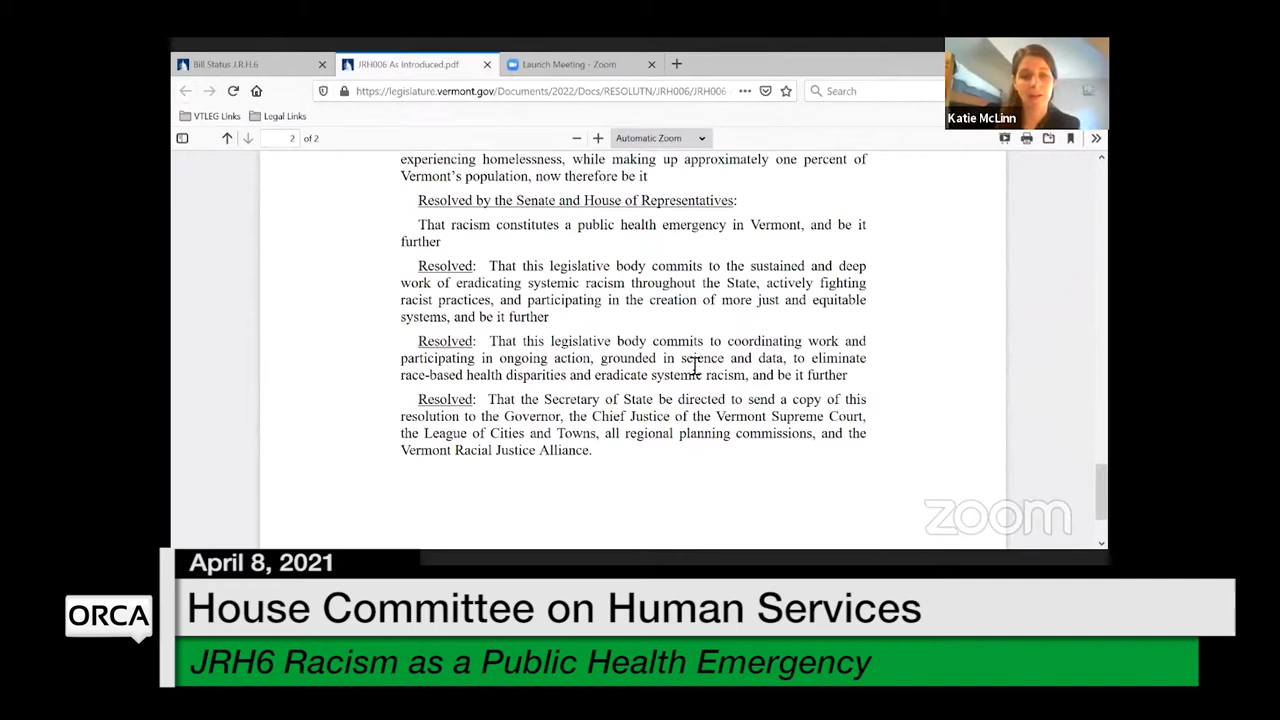 Bill Status J.R.H.6
JRH006 As Introduced.pdf
Launch Meeting - Zoom
https://legislature.vermont.gov/Documents/2022/Docs/RESOLUTN/JRH006/JRH006
Search
Katie McLinn
VTLEG Links
Legal Links
2
of 2
Automatic Zoom
experiencing homelessness, while making up approximately one percent of
Vermont's population, now therefore be it
Resolved by the Senate and House of Representatives:
That racism constitutes a public health emergency in Vermont, and be it
further
Resolved: That this legislative body commits to the sustained and deep
work of eradicating systemic racism throughout the State, actively fighting
racist practices, and participating in the creation of more just and equitable
systems, and be it further
Resolved: That this legislative body commits to coordinating work and
participating in ongoing action, grounded in science and data, to eliminate
race-based health disparities and eradicate systemic racism, and be it further
Resolved: That the Secretary of State be directed to send a copy of this
resolution to the Governor, the Chief Justice of the Vermont Supreme Court,
the League of Cities and Towns, all regional planning commissions, and the
Vermont Racial Justice Alliance.
zoom
April 8, 2021
ORCA
House Committee on Human Services
JRH6 Racism as a Public Health Emergency